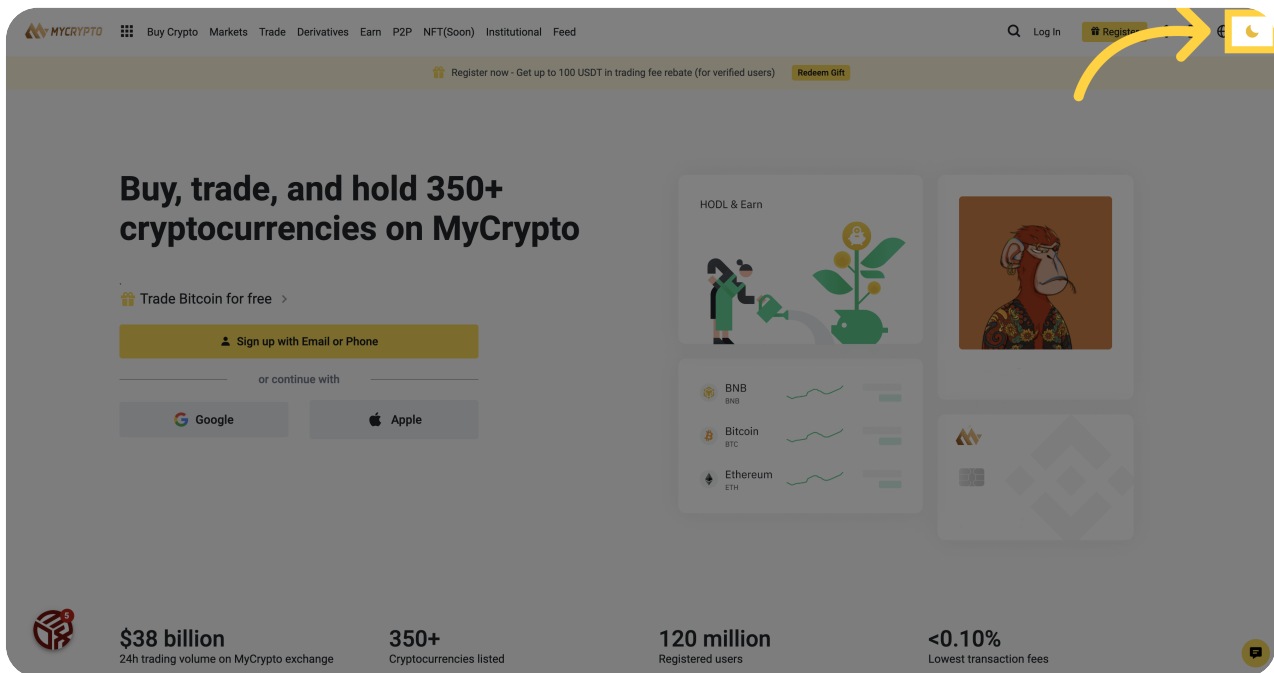 MYCRYPTO
Buy Crypto Markets Trade Derivatives Earn P2P NFT(Soon) Institutional Feed
Log In
Register
Register now - Get up to 100 USDT in trading fee rebate (for verified users)
Redeem Gift
Buy, trade, and hold 350+
cryptocurrencies on MyCrypto
.
Trade Bitcoin for free
Sign up with Email or Phone
or continue with
Google
Apple
HODL & Earn
BNB
BNB
Bitcoin
BTC
Ethereum
ETH
5
$38 billion
24h trading volume on MyCrypto exchange
350+
Cryptocurrencies listed
120 million
Registered users
<0.10%
Lowest transaction fees